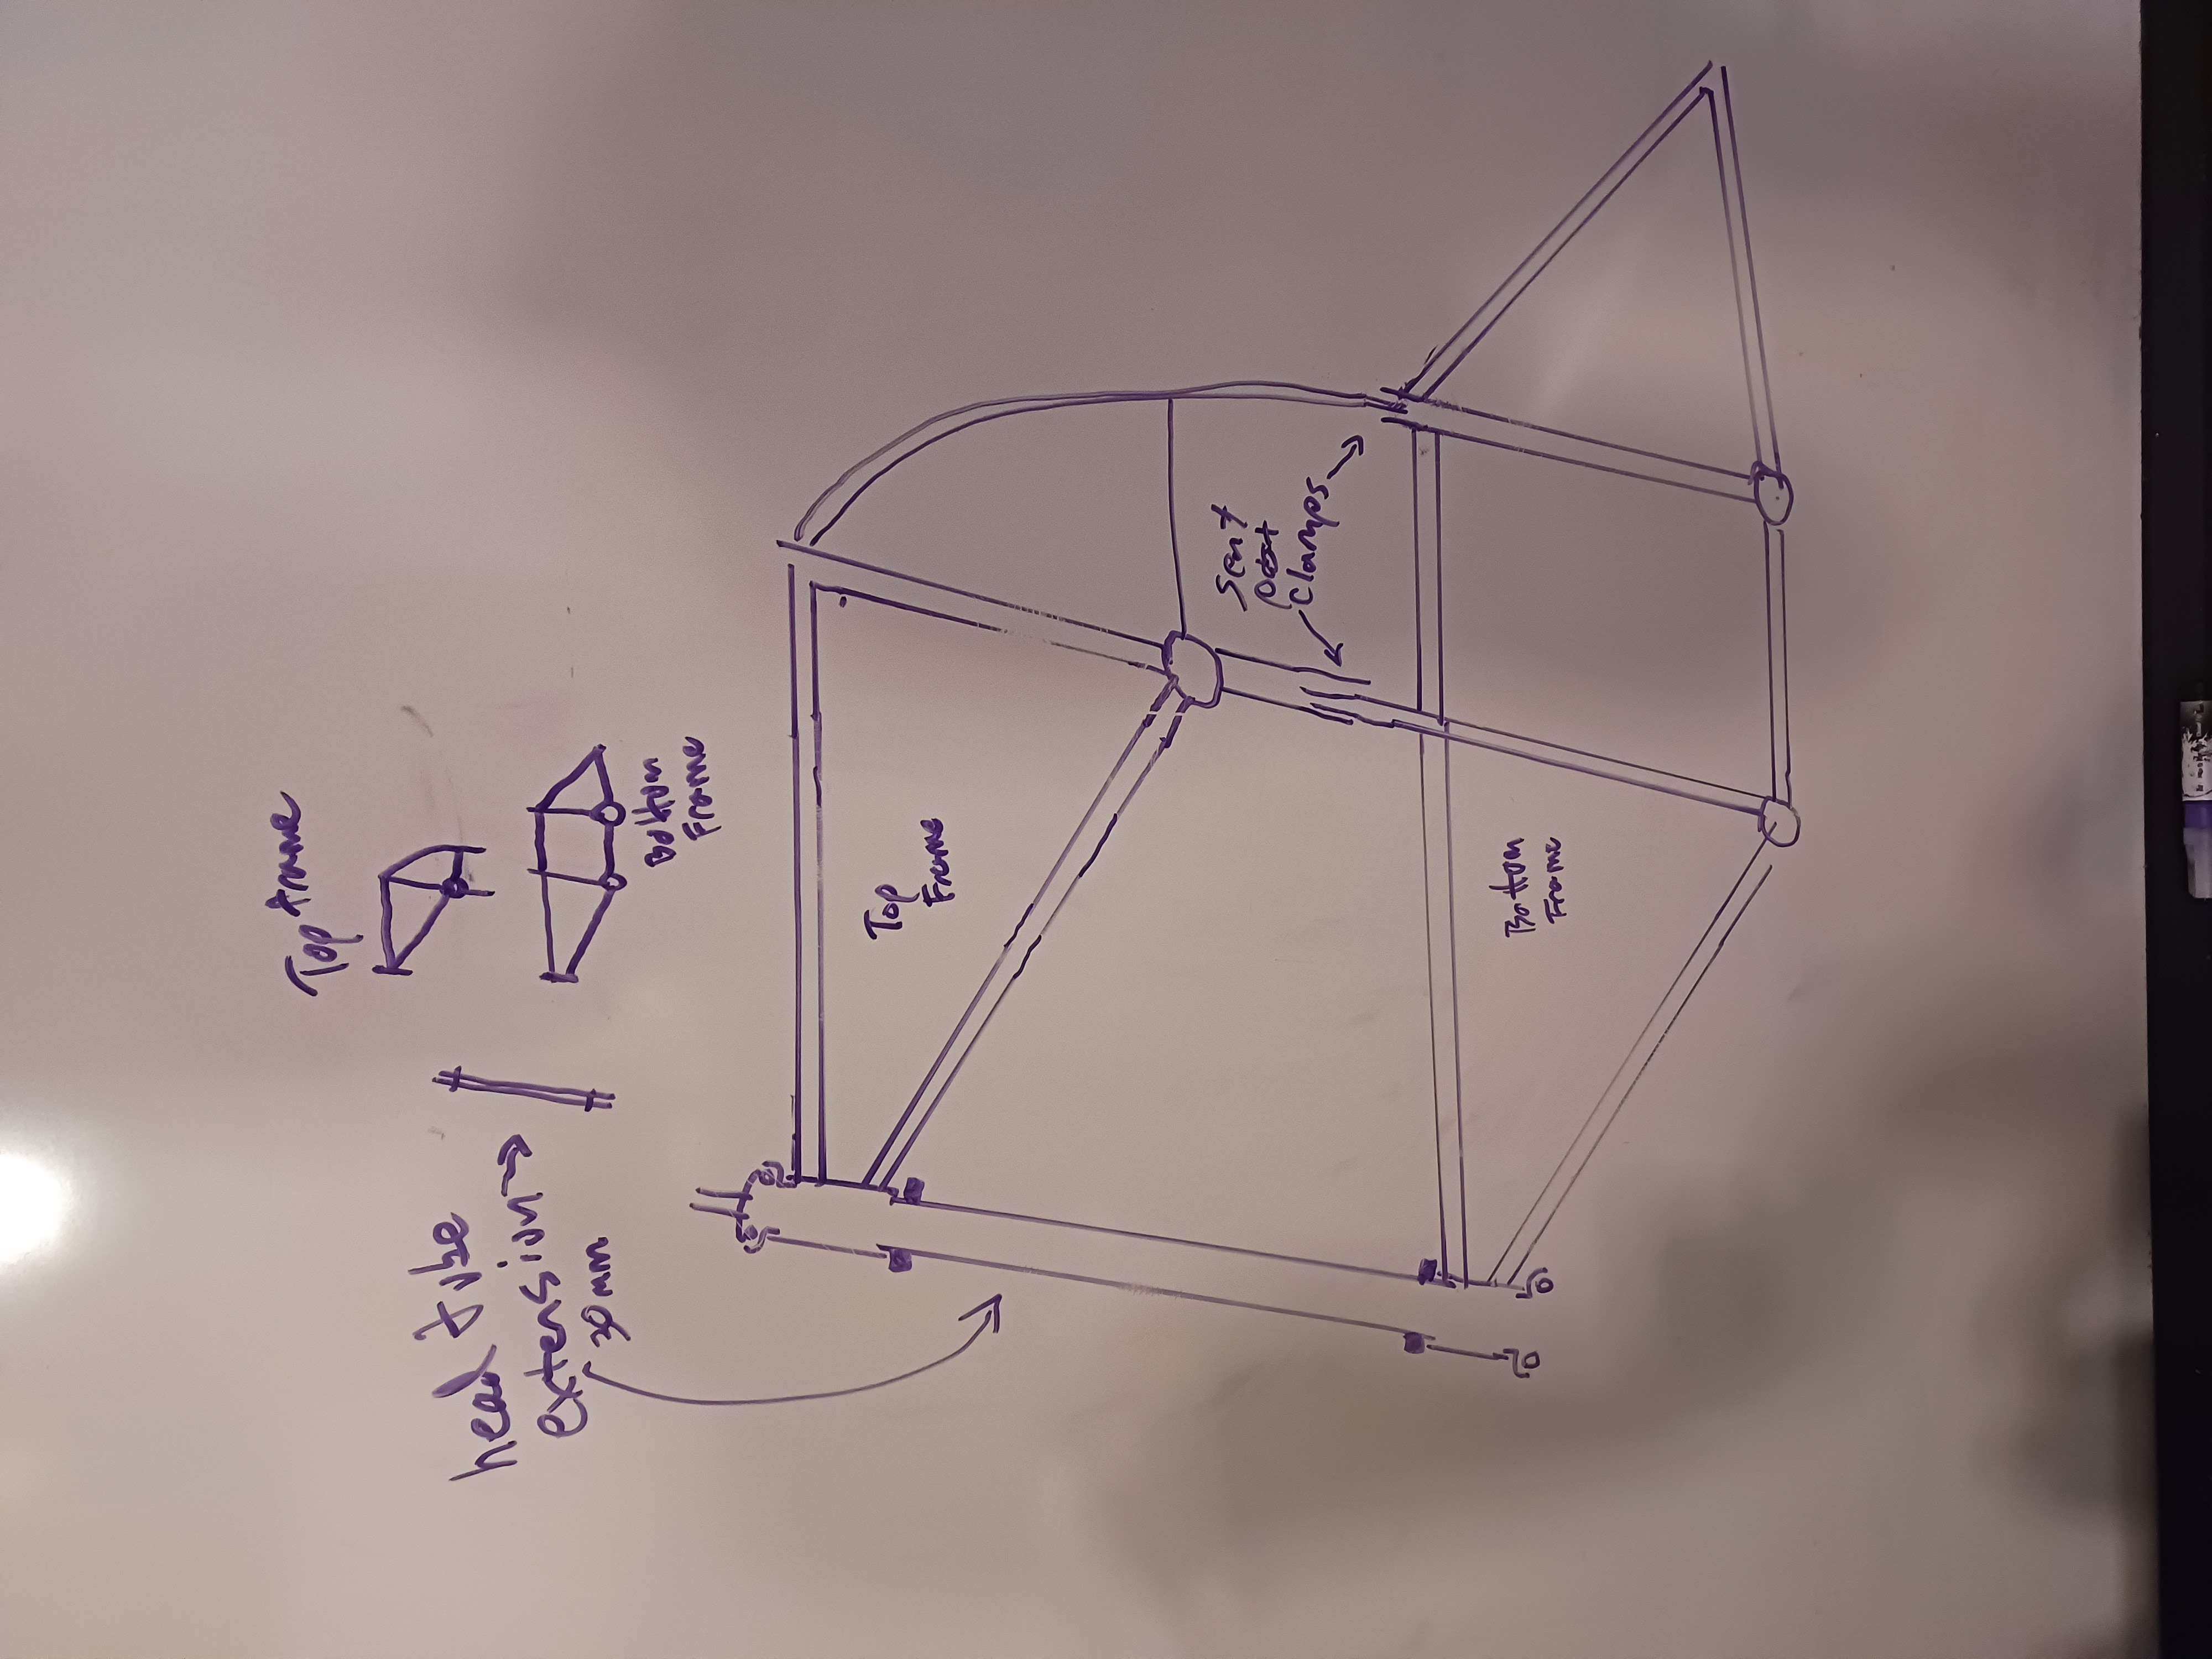 Top frame
head tube
extension
30mm
Bottom
Frame
Top
Frame
Seat
post
clamps
Bottom
Frame